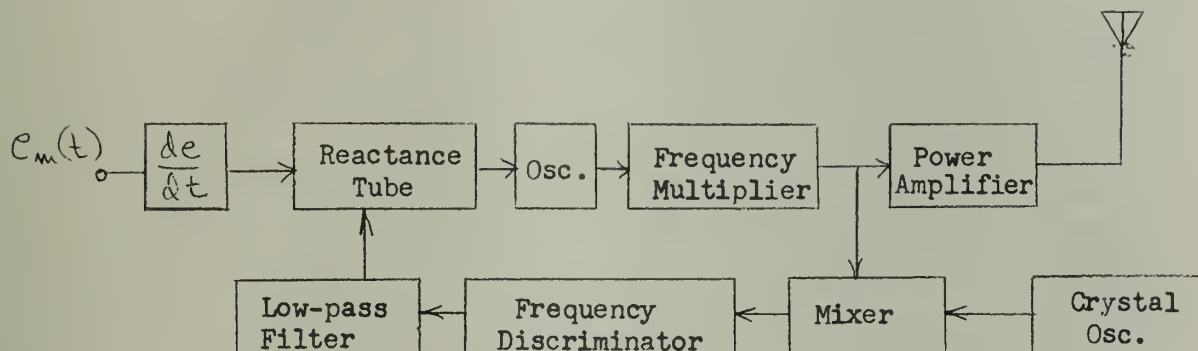 e_m(t)
de
dt
Reactance
Tube
Osc.
Frequency
Multiplier
Power
Amplifier
Low-pass
Filter
Frequency
Discriminator
Mixer
Crystal
Osc.